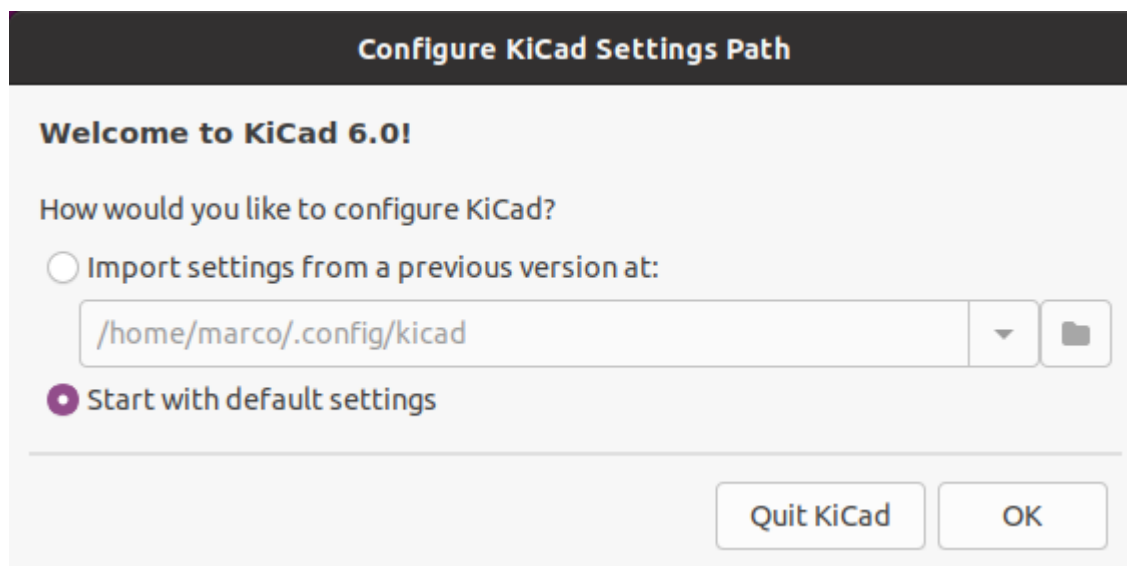 Configure KiCad Settings Path
Welcome to KiCad 6.0!
How would you like to configure KiCad?
Import settings from a previous version at:
/home/marco/.config/kicad
Start with default settings
Quit KiCad
OK